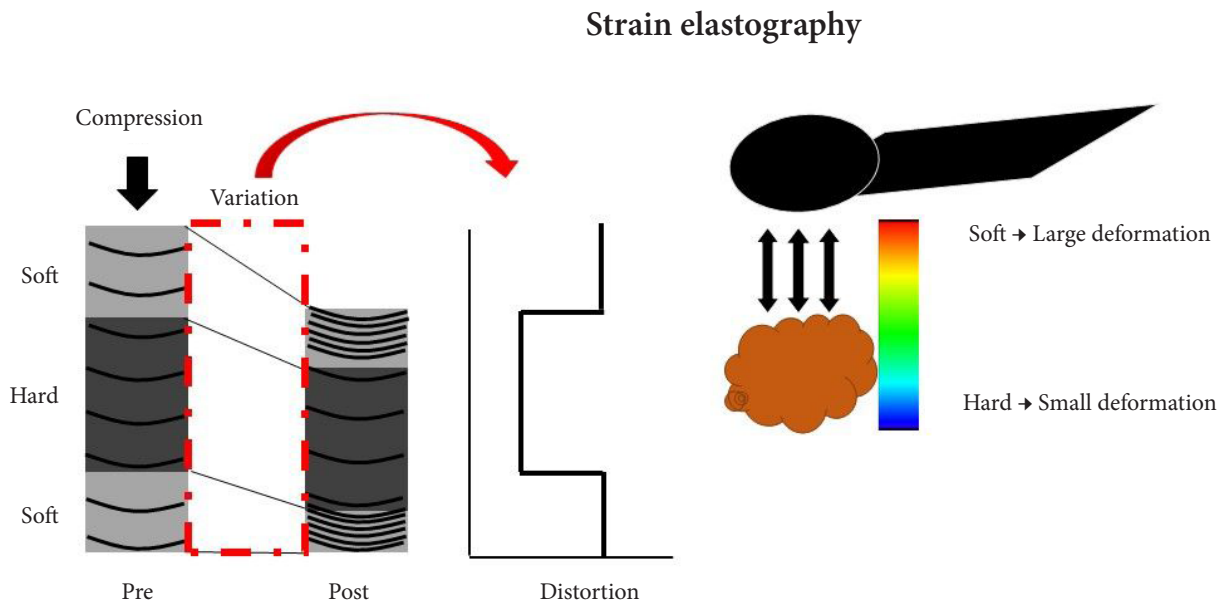 Strain elastography
Compression
Variation
Soft
Hard
Soft
Pre
Post
Distortion
Soft → Large deformation
Hard → Small deformation